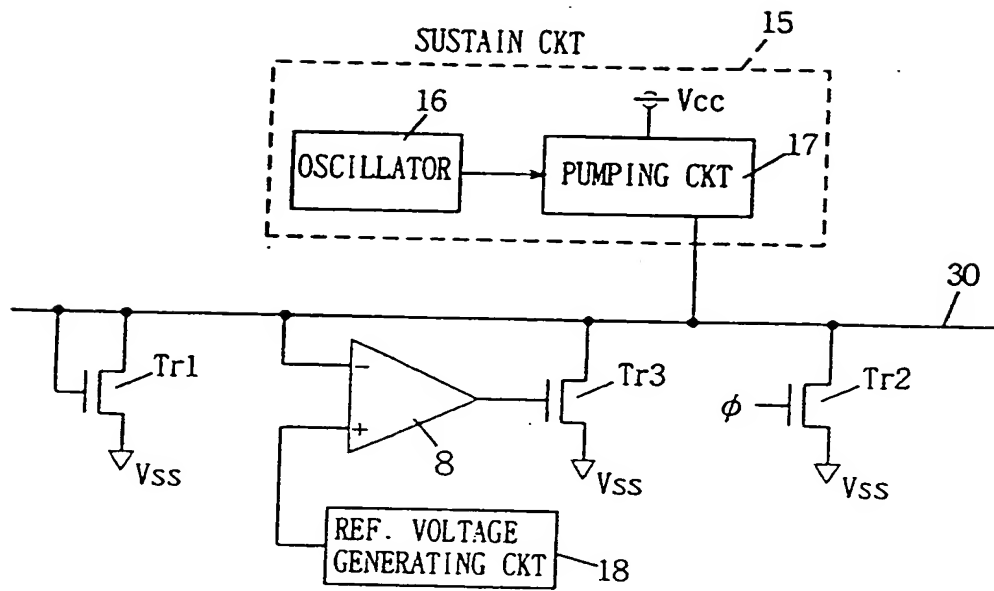 15
SUSTAIN CKT
16
Vcc
OSCILLATOR
PUMPING CKT
17
30
Tr1
-
Tr3
Tr2
ϕ
+
8
Vss
Vss
Vss
REF. VOLTAGE
GENERATING CKT
18